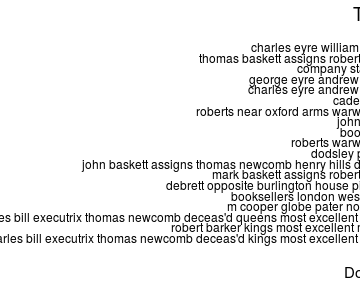 T
charles eyre william
thomas baskett assigns robert
company sta
george eyre andrew
charles eyre andrew
cade
roberts near oxford arms warw
john
boo
roberts warw
dodsley p
john baskett assigns thomas newcomb henry hills d
mark baskett assigns robert
debrett opposite burlington house pi
booksellers london wes
m cooper globe pater no
es bill executrix thomas newcomb deceas'd queens most excellent
robert barker kings most excellent m
arles bill executrix thomas newcomb deceas'd kings most excellent
Do